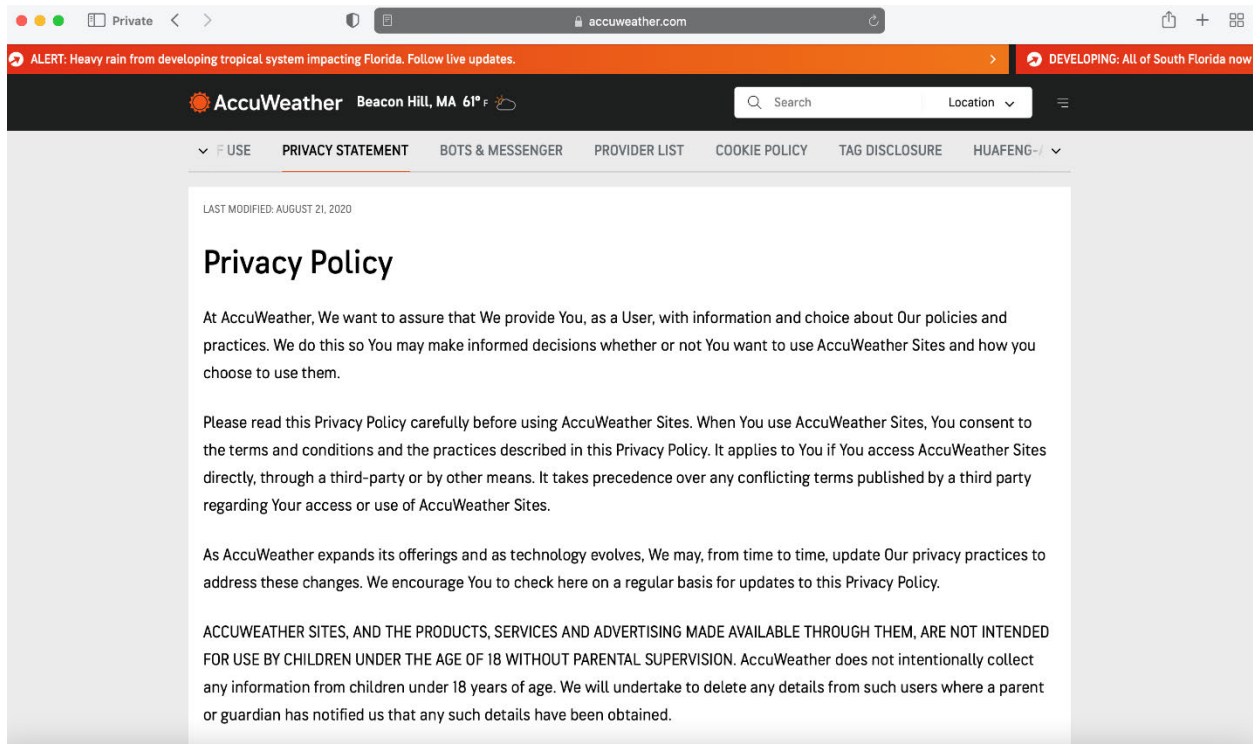 Private
accuweather.com
ALERT: Heavy rain from developing tropical system impacting Florida. Follow live updates.
DEVELOPING: All of South Florida now
AccuWeather Beacon Hill, MA 61° F
Search
Location
F USE
PRIVACY STATEMENT
BOTS & MESSENGER
PROVIDER LIST
COOKIE POLICY
TAG DISCLOSURE
HUAFENG-
LAST MODIFIED: AUGUST 21, 2020
Privacy Policy
At AccuWeather, We want to assure that We provide You, as a User, with information and choice about Our policies and
practices. We do this so You may make informed decisions whether or not You want to use AccuWeather Sites and how you
choose to use them.
Please read this Privacy Policy carefully before using AccuWeather Sites. When You use AccuWeather Sites, You consent to
the terms and conditions and the practices described in this Privacy Policy. It applies to You if You access AccuWeather Sites
directly, through a third-party or by other means. It takes precedence over any conflicting terms published by a third party
regarding Your access or use of AccuWeather Sites.
As AccuWeather expands its offerings and as technology evolves, We may, from time to time, update Our privacy practices to
address these changes. We encourage You to check here on a regular basis for updates to this Privacy Policy.
ACCUWEATHER SITES, AND THE PRODUCTS, SERVICES AND ADVERTISING MADE AVAILABLE THROUGH THEM, ARE NOT INTENDED
FOR USE BY CHILDREN UNDER THE AGE OF 18 WITHOUT PARENTAL SUPERVISION. AccuWeather does not intentionally collect
any information from children under 18 years of age. We will undertake to delete any details from such users where a parent
or guardian has notified us that any such details have been obtained.